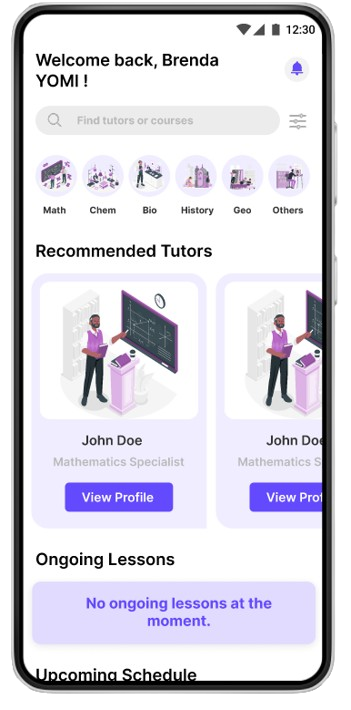 12:30
Welcome back, Brenda
YOMI !
Find tutors or courses
Math Chem Bio History Geo Others
Recommended Tutors
John Doe John Doe
Mathematics Specialist Mathematics S
View Profile View Prof
Ongoing Lessons
No ongoing lessons at the
moment.
Upcoming Schedule